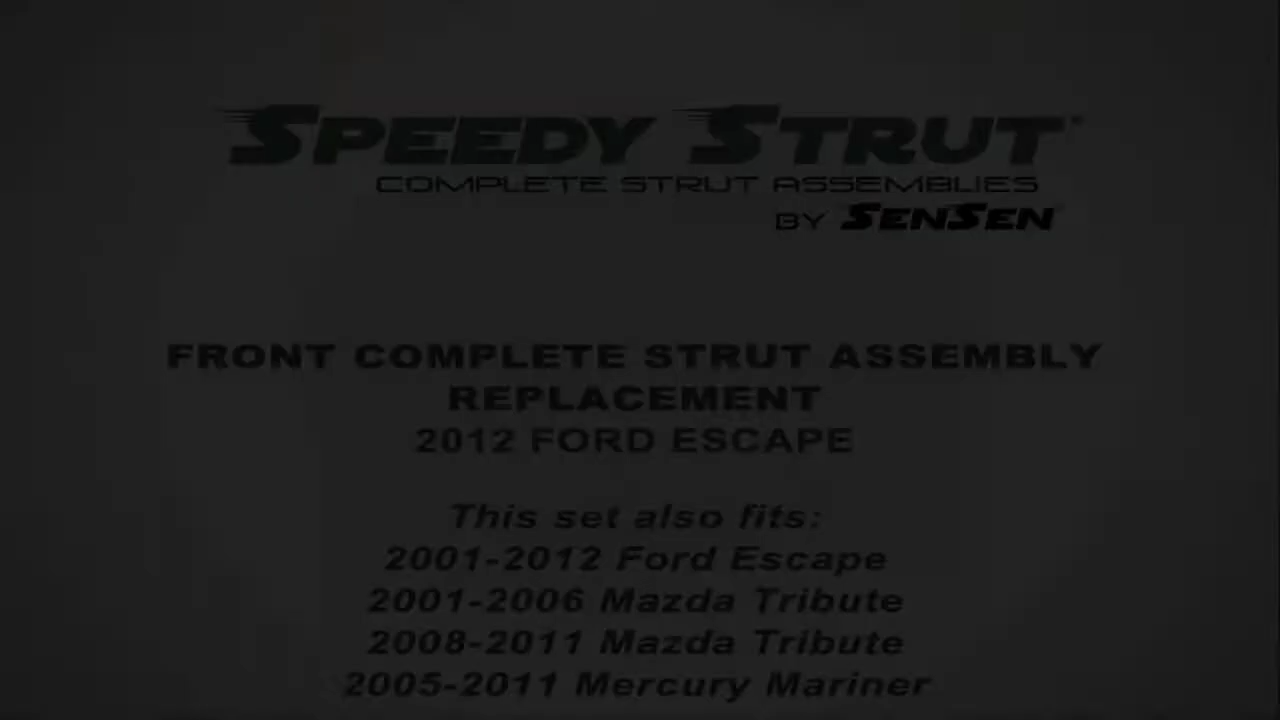 SPEEDY STRUT
COMPLETE STRUT ASSEMBLIES
BY SENSEN
FRONT COMPLETE STRUT ASSEMBLY
REPLACEMENT
2012 FORD ESCAPE
This set also fits:
2001-2012 Ford Escape
2001-2006 Mazda Tribute
2008-2011 Mazda Tribute
2005-2011 Mercury Mariner